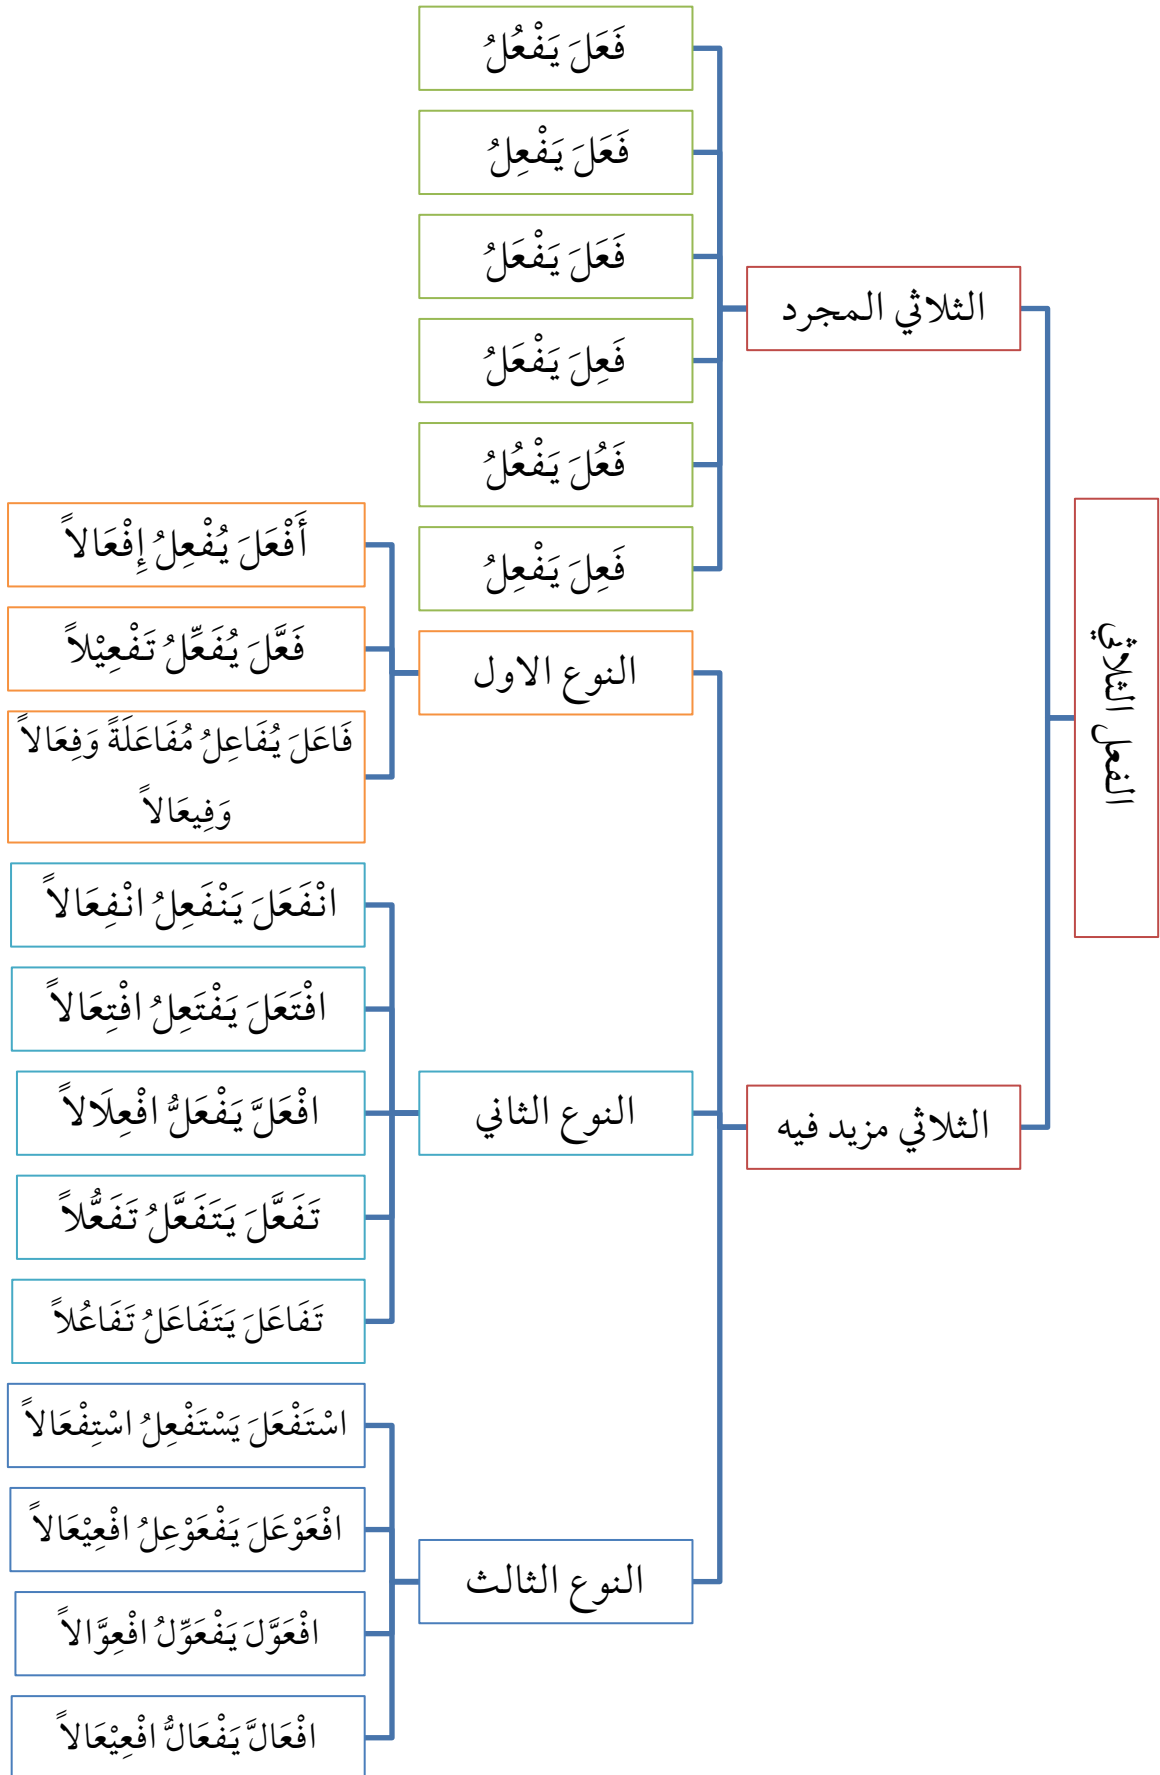 الفعل الثلاثي
الثلاثي المجرد
فَعَلَ يَفْعُلُ
فَعَلَ يَفْعِلُ
فَعَلَ يَفْعَلُ
فَعِلَ يَفْعَلُ
فَعُلَ يَفْعُلُ
فَعِلَ يَفْعِلُ
الثلاثي مزيد فيه
النوع الاول
أَفْعَلَ يُفْعِلُ إِفْعَالاً
فَعَّلَ يُفَعِّلُ تَفْعِيْلاً
فَاعَلَ يُفَاعِلُ مُفَاعَلَةً وَفِعَالاً
وَفِيعَالاً
النوع الثاني
انْفَعَلَ يَنْفَعِلُ انْفِعَالاً
افْتَعَلَ يَفْتَعِلُ افْتِعَالاً
افْعَلَّ يَفْعَلُّ افْعِلَالاً
تَفَعَّلَ يَتَفَعَّلُ تَفَعُّلاً
تَفَاعَلَ يَتَفَاعَلُ تَفَاعُلاً
النوع الثالث
اسْتَفْعَلَ يَسْتَفْعِلُ اسْتِفْعَالاً
افْعَوْعَلَ يَفْعَوْعِلُ افْعِيْعَالاً
افْعَوَّلَ يَفْعَوِّلُ افْعِوَّالاً
افْعَالَّ يَفْعَالُّ افْعِيْعَالاً